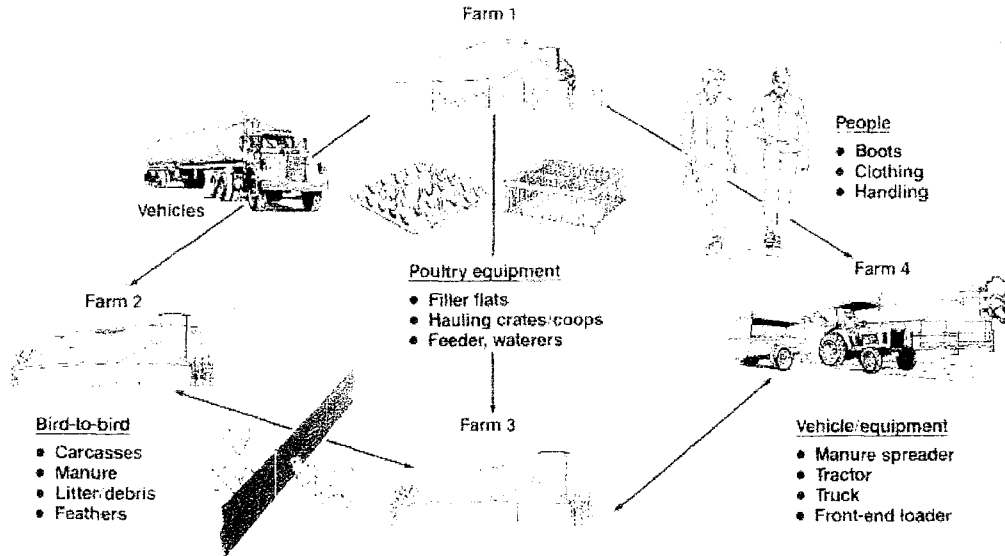 Farm 1
People
• Boots
• Clothing
• Handling
Vehicles
Poultry equipment
• Filler flats
• Hauling crates/coops
• Feeder, waterers
Farm 2
Farm 4
Bird-to-bird
• Carcasses
• Manure
• Litter/debris
• Feathers
Farm 3
Vehicle/equipment
• Manure spreader
• Tractor
• Truck
• Front-end loader